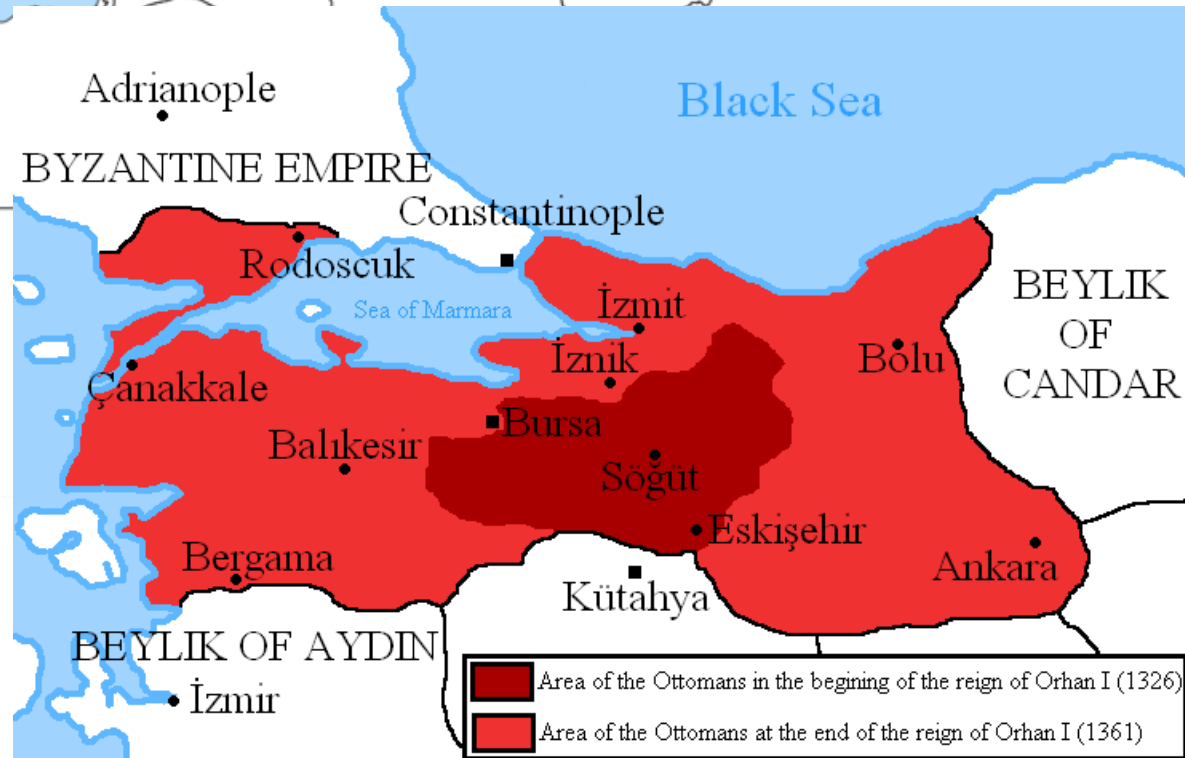 Adrianople
Black Sea
BYZANTINE EMPIRE
Constantinople
Rodoscuk
Sea of Marmara
İzmit
BEYLIK
OF
CANDAR
İznik
Bolu
Çanakkale
Bursa
Balıkesir
Söğüt
Eskişehir
Bergama
Ankara
Kütahya
BEYLIK OF AYDIN
İzmir
Area of the Ottomans in the begining of the reign of Orhan I (1326)
Area of the Ottomans at the end of the reign of Orhan I (1361)